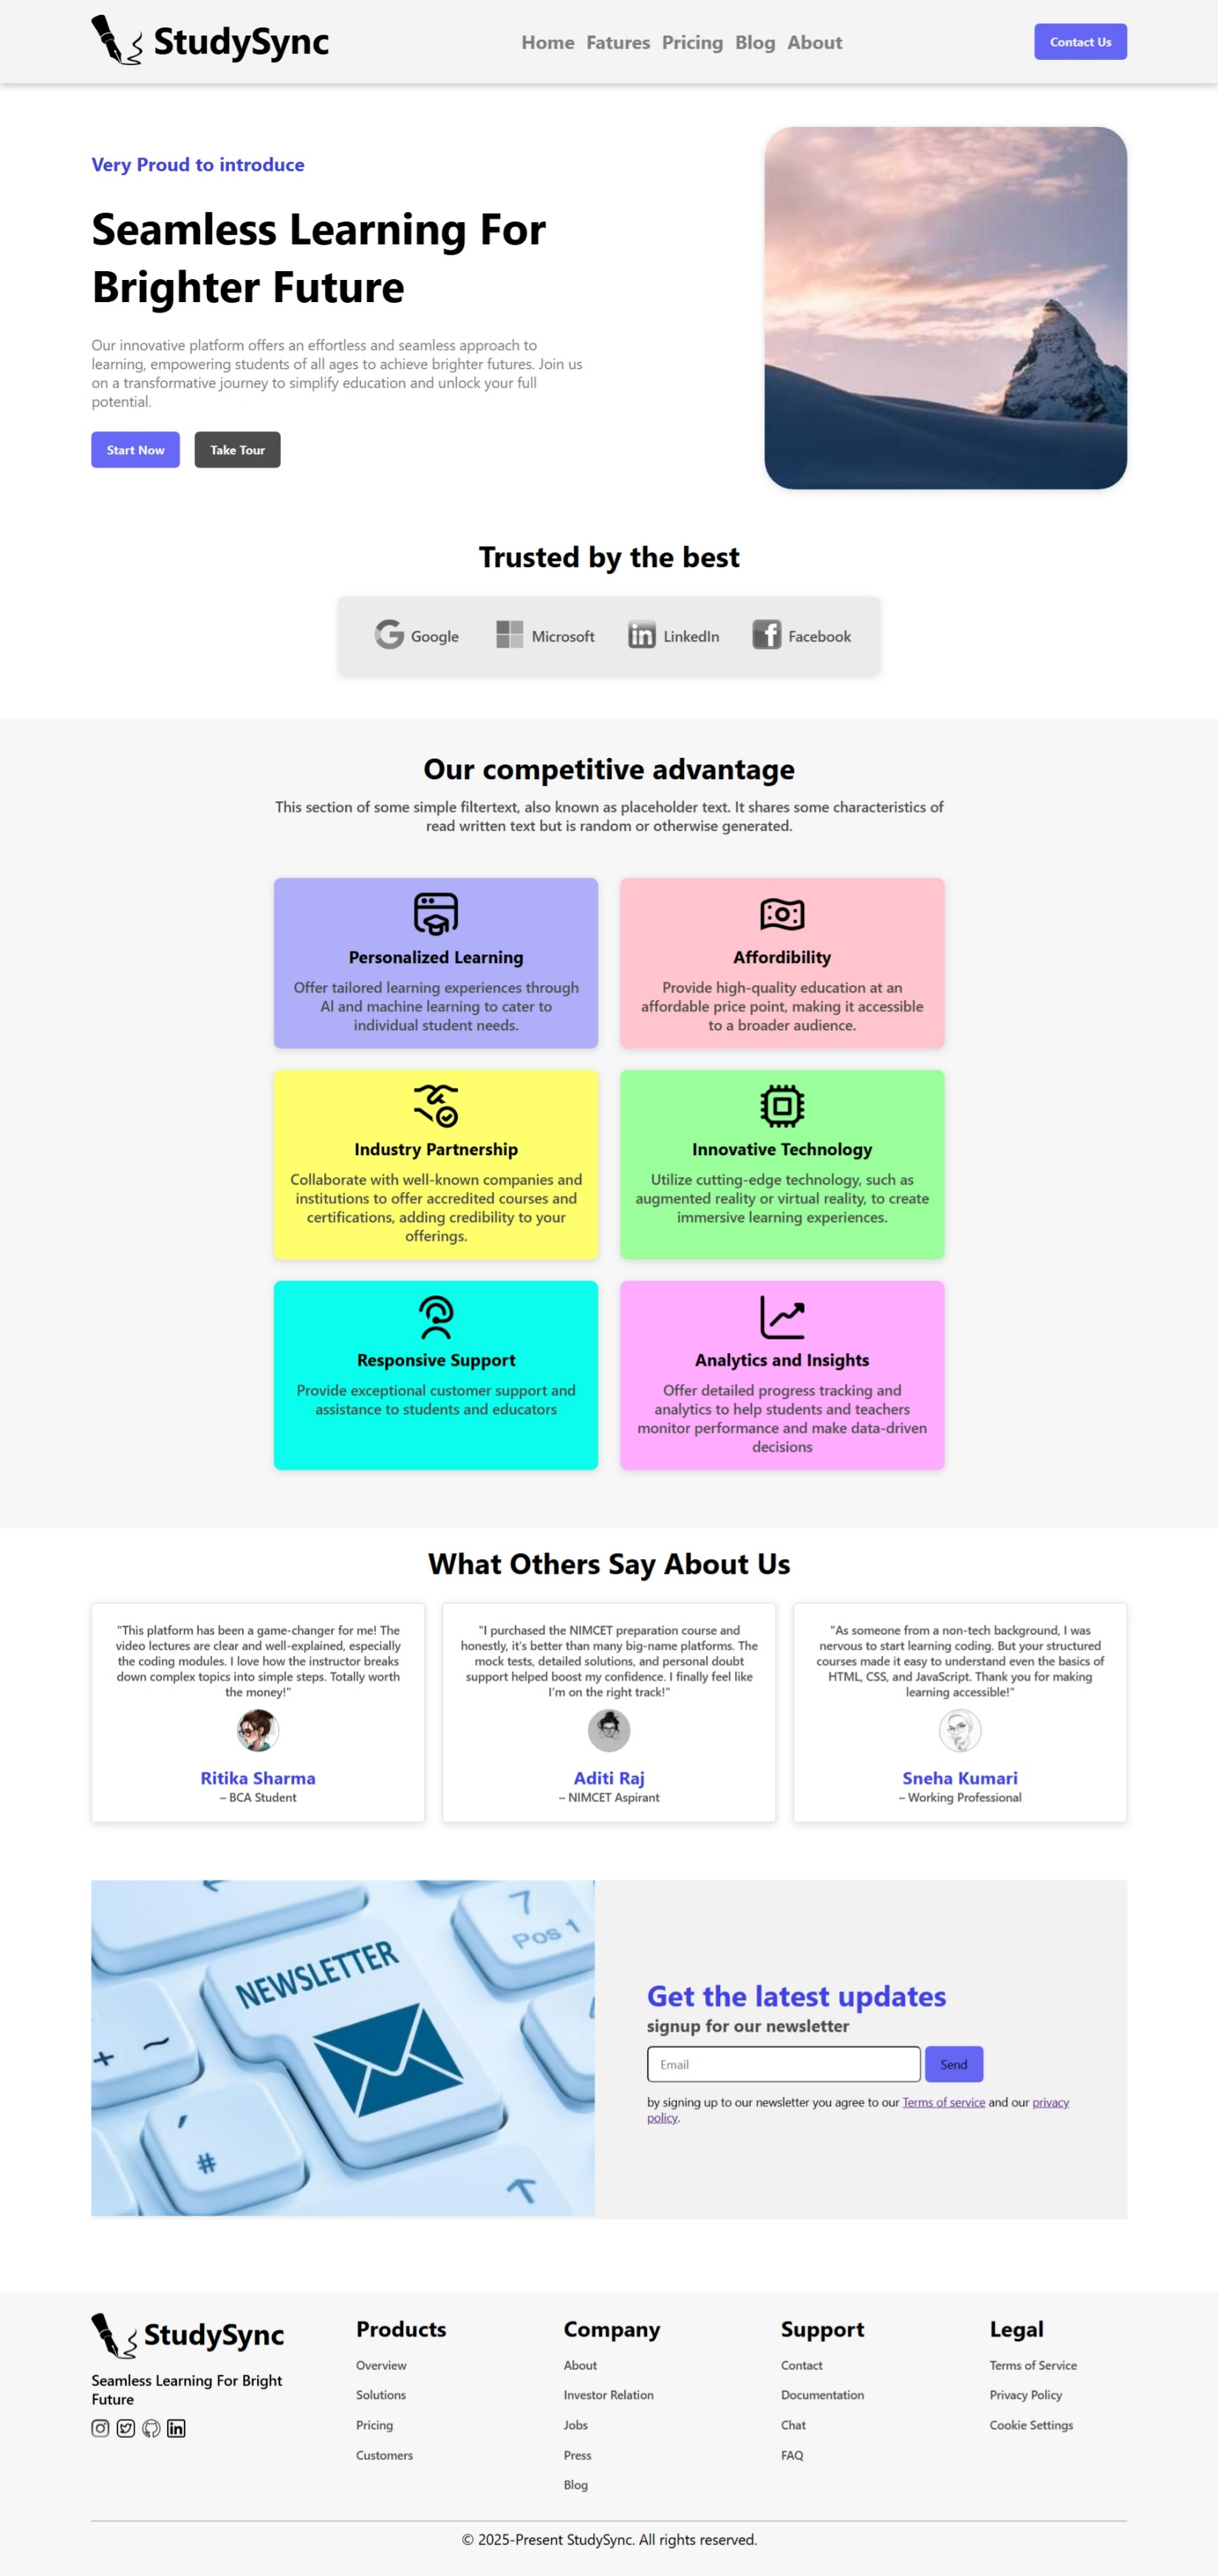 StudySync
Home Fatures Pricing Blog About
Contact Us
Very Proud to introduce
Seamless Learning For
Brighter Future
Our innovative platform offers an effortless and seamless approach to
learning, empowering students of all ages to achieve brighter futures. Join us
on a transformative journey to simplify education and unlock your full
potential.
Start Now
Take Tour
Trusted by the best
Google
Microsoft
LinkedIn
Facebook
Our competitive advantage
This section of some simple filtertext, also known as placeholder text. It shares some characteristics of
read written text but is random or otherwise generated.
Personalized Learning
Offer tailored learning experiences through
AI and machine learning to cater to
individual student needs.
Affordibility
Provide high-quality education at an
affordable price point, making it accessible
to a broader audience.
Industry Partnership
Collaborate with well-known companies and
institutions to offer accredited courses and
certifications, adding credibility to your
offerings.
Innovative Technology
Utilize cutting-edge technology, such as
augmented reality or virtual reality, to create
immersive learning experiences.
Responsive Support
Provide exceptional customer support and
assistance to students and educators
Analytics and Insights
Offer detailed progress tracking and
analytics to help students and teachers
monitor performance and make data-driven
decisions
What Others Say About Us
"This platform has been a game-changer for me! The
video lectures are clear and well-explained, especially
the coding modules. I love how the instructor breaks
down complex topics into simple steps. Totally worth
the money!"
Ritika Sharma
– BCA Student
"I purchased the NIMCET preparation course and
honestly, it's better than many big-name platforms. The
mock tests, detailed solutions, and personal doubt
support helped boost my confidence. I finally feel like
I'm on the right track!"
Aditi Raj
– NIMCET Aspirant
"As someone from a non-tech background, I was
nervous to start learning coding. But your structured
courses made it easy to understand even the basics of
HTML, CSS, and JavaScript. Thank you for making
learning accessible!"
Sneha Kumari
– Working Professional
7
Pos 1
NEWSLETTER
+ ~
'
#
Get the latest updates
signup for our newsletter
Email
Send
by signing up to our newsletter you agree to our Terms of service and our privacy
policy.
StudySync
Seamless Learning For Bright
Future
Products
Overview
Solutions
Pricing
Customers
Company
About
Investor Relation
Jobs
Press
Blog
Support
Contact
Documentation
Chat
FAQ
Legal
Terms of Service
Privacy Policy
Cookie Settings
© 2025-Present StudySync. All rights reserved.